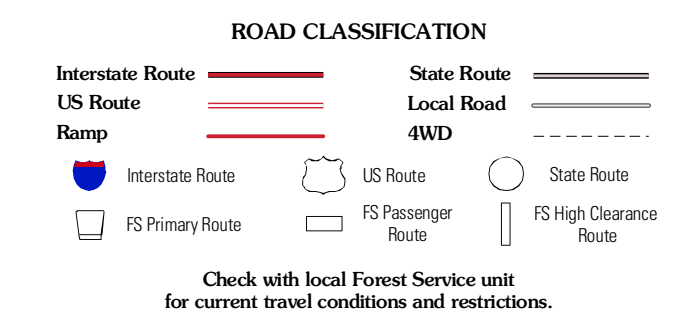 ROAD CLASSIFICATION
Interstate Route
State Route
US Route
Local Road
Ramp
4WD
Interstate Route
US Route
State Route
FS Primary Route
FS Passenger
Route
FS High Clearance
Route
Check with local Forest Service unit
for current travel conditions and restrictions.